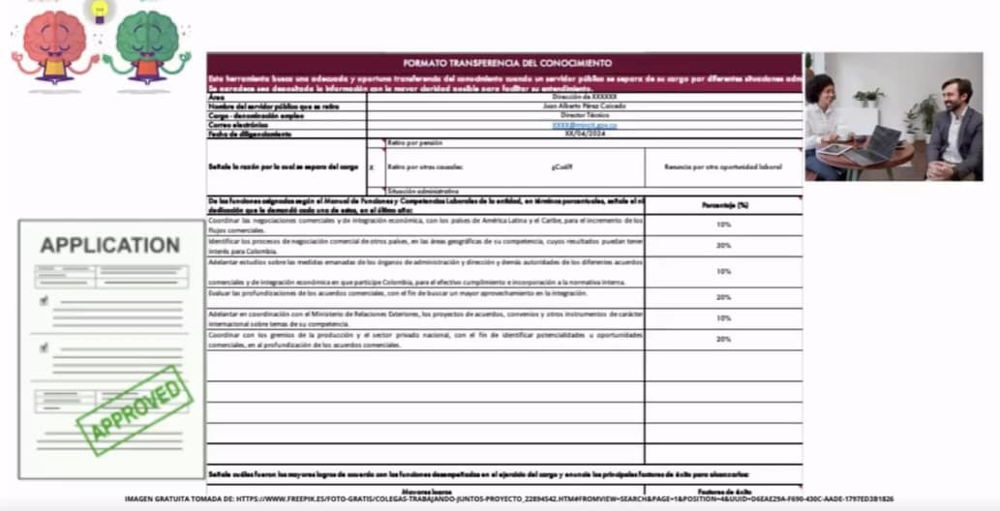 FORMATO TRANSFERENCIA DEL CONOCIMIENTO
Esta herramienta busca una adecuada y oportuna transferencia del conocimiento cuando un servidor público se separa de su cargo por diferentes situaciones adm
Se agradece sea depositada la información con la mayor claridad posible para facilitar su entendimiento.
Área Dirección de XXXXXX
Nombre del servidor público que se retira Juan Alberto Pérez Caicedo
Cargo - denominación empleo Director Técnico
Correo electrónico XXXX@mincit.gov.co
Fecha de diligenciamiento XX/04/2024
Retiro por pensión
Señale la razón por la cual se separa del cargo x Retiro por otras causales: ¿Cuál? Renuncia por otra oportunidad laboral
Situación administrativa
De las funciones asignadas según el Manual de Funciones y Competencias Laborales de la entidad, en términos porcentuales, señale el ni
dedicación que le demandó cada una de estas, en el último año: Porcentaje (%)
Coordinar las negociaciones comerciales y de integración económica, con los países de América Latina y el Caribe, para el incremento de los
flujos comerciales. 10%
Identificar los procesos de negociación comercial de otros países, en las áreas geográficas de su competencia, cuyos resultados puedan tener
interés para Colombia. 20%
Adelantar estudios sobre las medidas emanadas de los órganos de administración y dirección y demás autoridades de los diferentes acuerdos
comerciales y de integración económica en que participe Colombia, para el efectivo cumplimiento e incorporación a la normativa interna. 10%
Evaluar las profundizaciones de los acuerdos comerciales, con el fin de buscar un mayor aprovechamiento en la integración. 20%
Adelantar en coordinación con el Ministerio de Relaciones Exteriores, los proyectos de acuerdos, convenios y otros instrumentos de carácter
internacional sobre temas de su competencia. 10%
Coordinar con los gremios de la producción y el sector privado nacional, con el fin de identificar potencialidades u oportunidades
comerciales, en al profundización de los acuerdos comerciales. 20%
Señale cuáles fueron los mayores logros de acuerdo con las funciones desempeñadas en el ejercicio del cargo y enuncie los principales factores de éxito para alcanzarlos:
Mayores logros Factores de éxito
APPLICATION
APPROVED
IMAGEN GRATUITA TOMADA DE: HTTPS://WWW.FREEPIK.ES/FOTO-GRATIS/COLEGAS-TRABAJANDO-JUNTOS-PROYECTO_22894542.HTM#FROMVIEW=SEARCH&PAGE=1&POSITION=4&UUID=D6EAE29A-F690-430C-AADE-1797ED3B1826